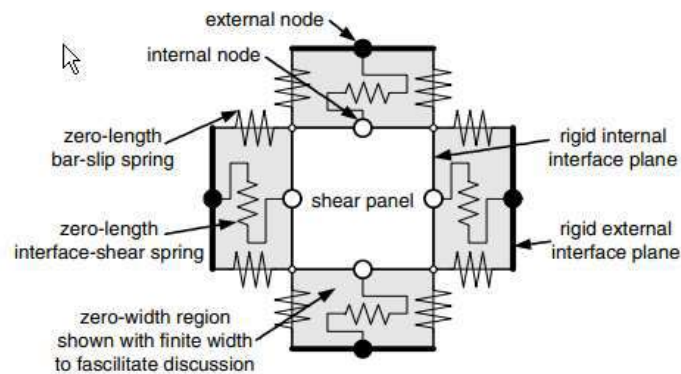 external node
internal node
zero-length
bar-slip spring
rigid internal
interface plane
shear panel
zero-length
interface-shear spring
rigid external
interface plane
zero-width region
shown with finite width
to fascilitate discussion